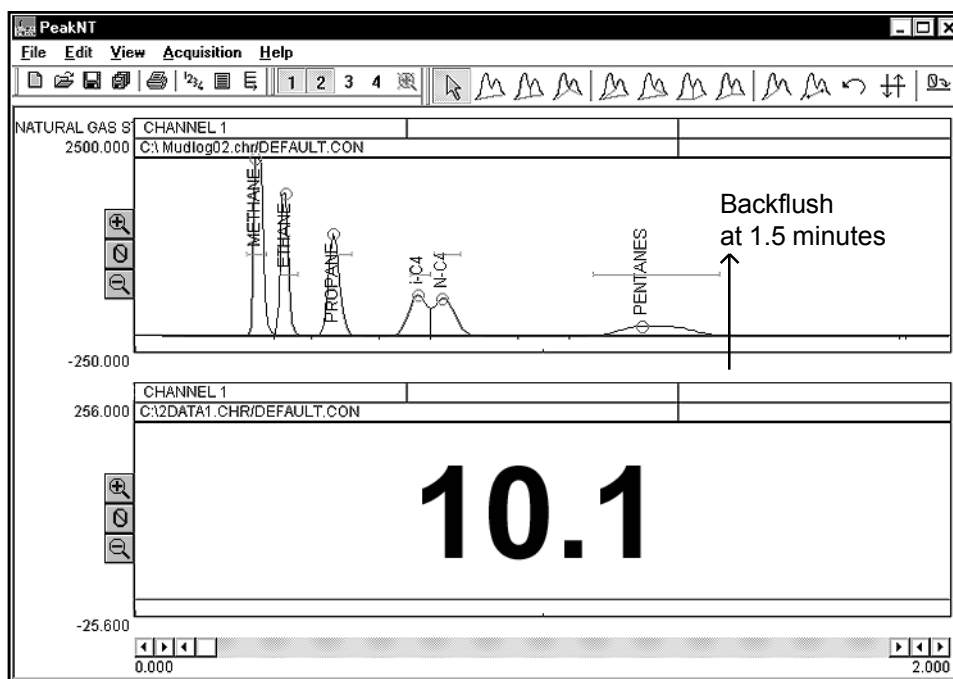 PeakNT
File Edit View Acquisition Help
1 2 3 4
NATURAL GAS S
CHANNEL 1
2500.000
C:\ Mudlog02.chr/DEFAULT.CON
METHANE
ETHANE
PROPANE
i-C4
N-C4
PENTANES
Backflush
at 1.5 minutes
-250.000
CHANNEL 1
256.000
C:\2DATA1.CHR/DEFAULT.CON
10.1
-25.600
0.000
2.000